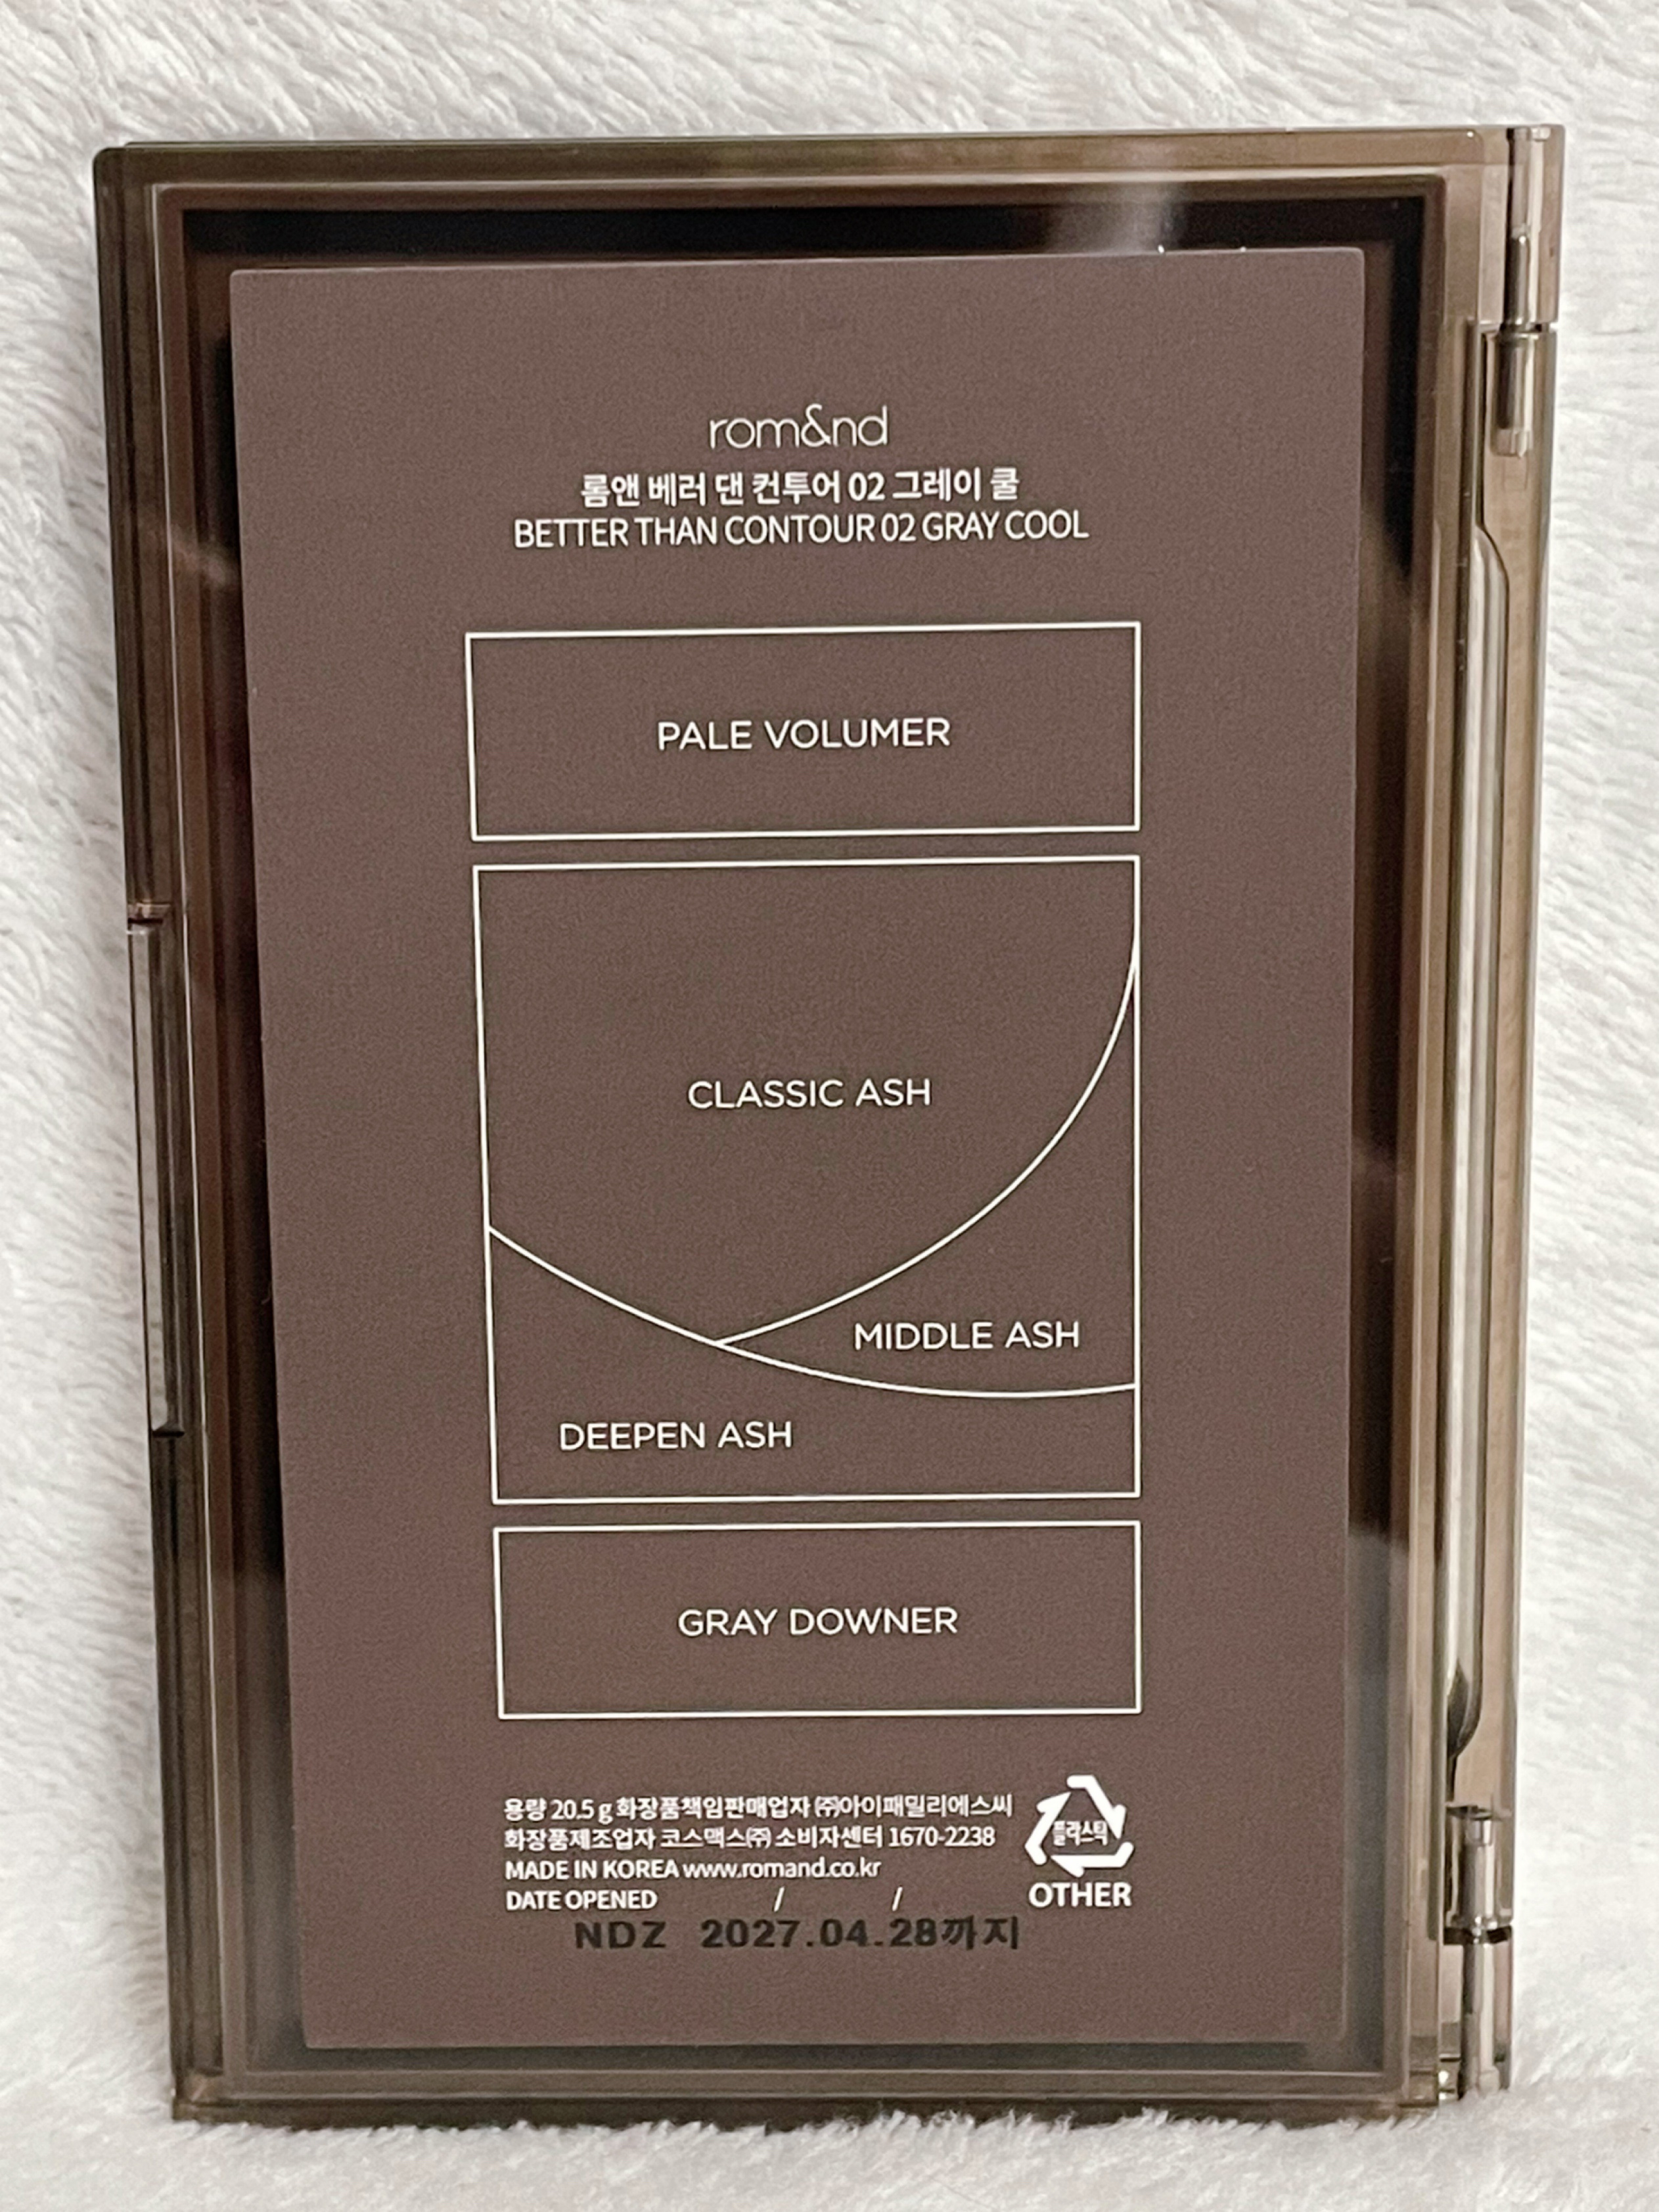 rom&nd
롬앤 베러 댄 컨투어 02 그레이 쿨
BETTER THAN CONTOUR 02 GRAY COOL
PALE VOLUMER
CLASSIC ASH
MIDDLE ASH
DEEPEN ASH
GRAY DOWNER
용량 20.5 g 화장품책임판매업자 ㈜아이패밀리에스씨
화장품제조업자 코스맥스㈜ 소비자센터 1670-2238
MADE IN KOREA www.romand.co.kr
DATE OPENED / /
플라스틱
OTHER
NDZ 2027.04.28까지